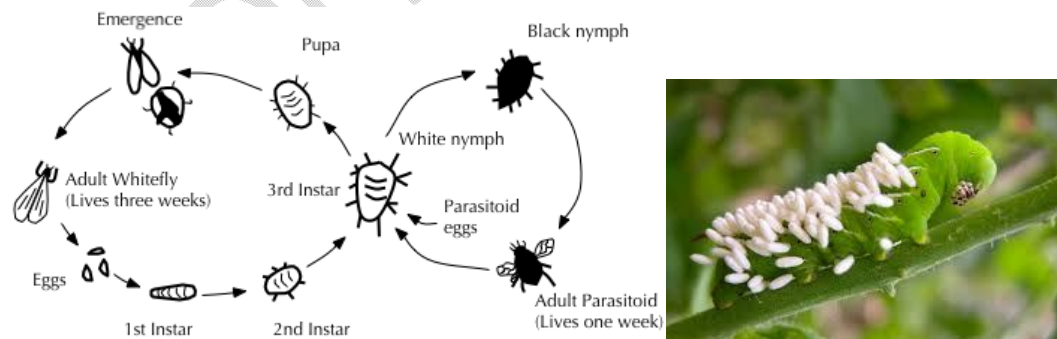 Emergence
Pupa
Black nymph
White nymph
Adult Whitefly
(Lives three weeks)
3rd Instar
Parasitoid
eggs
Eggs
1st Instar
2nd Instar
Adult Parasitoid
(Lives one week)